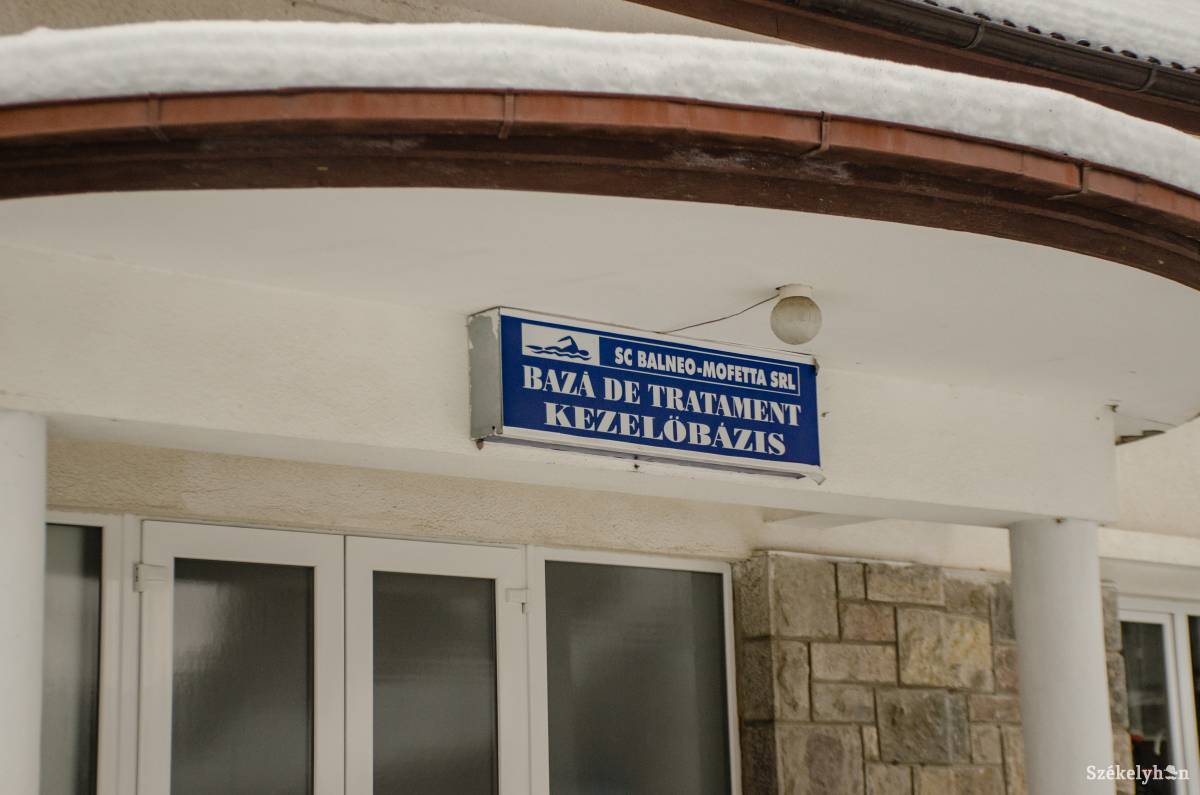 SC BALNEO-MOFETTA SRL
BAZĂ DE TRATAMENT
KEZELŐBÁZIS
Székelyhon